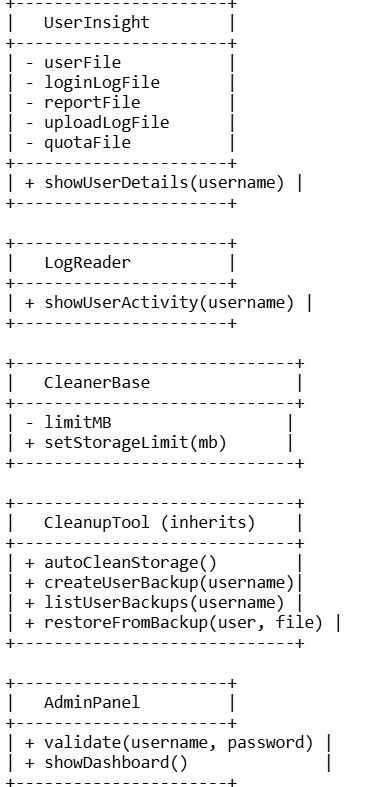 +----------------------+
|   UserInsight        |
+----------------------+
| - userFile           |
| - loginLogFile       |
| - reportFile         |
| - uploadLogFile      |
| - quotaFile          |
+----------------------+
| + showUserDetails(username) |
+----------------------+

+----------------------+
|   LogReader          |
+----------------------+
| + showUserActivity(username) |
+----------------------+

+-----------------------------+
|   CleanerBase               |
+-----------------------------+
| - limitMB                  |
| + setStorageLimit(mb)      |
+-----------------------------+

+-----------------------------+
|   CleanupTool (inherits)    |
+-----------------------------+
| + autoCleanStorage()        |
| + createUserBackup(username)|
| + listUserBackups(username) |
| + restoreFromBackup(user, file) |
+-----------------------------+

+----------------------+
|   AdminPanel         |
+----------------------+
| + validate(username, password) |
| + showDashboard()              |
+----------------------+